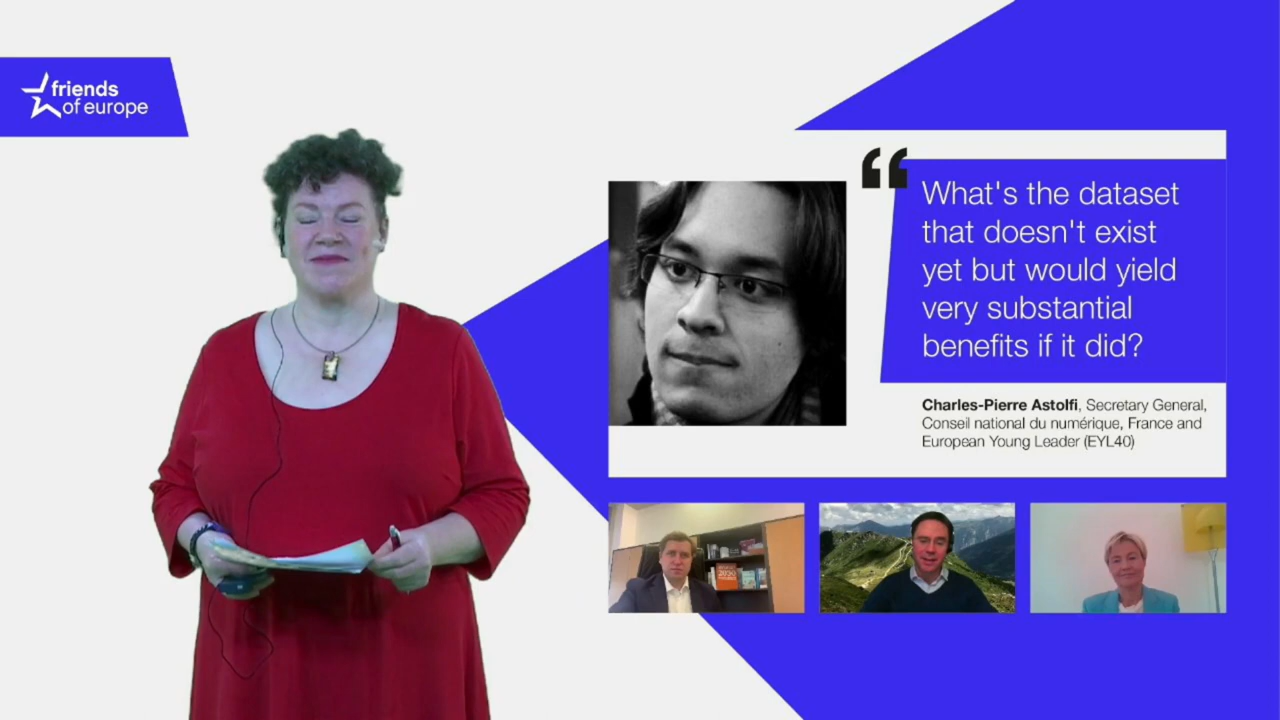 friends
of europe
“
What's the dataset
that doesn't exist
yet but would yield
very substantial
benefits if it did?
Charles-Pierre Astolfi, Secretary General,
Conseil national du numérique, France and
European Young Leader (EYL40)
2030